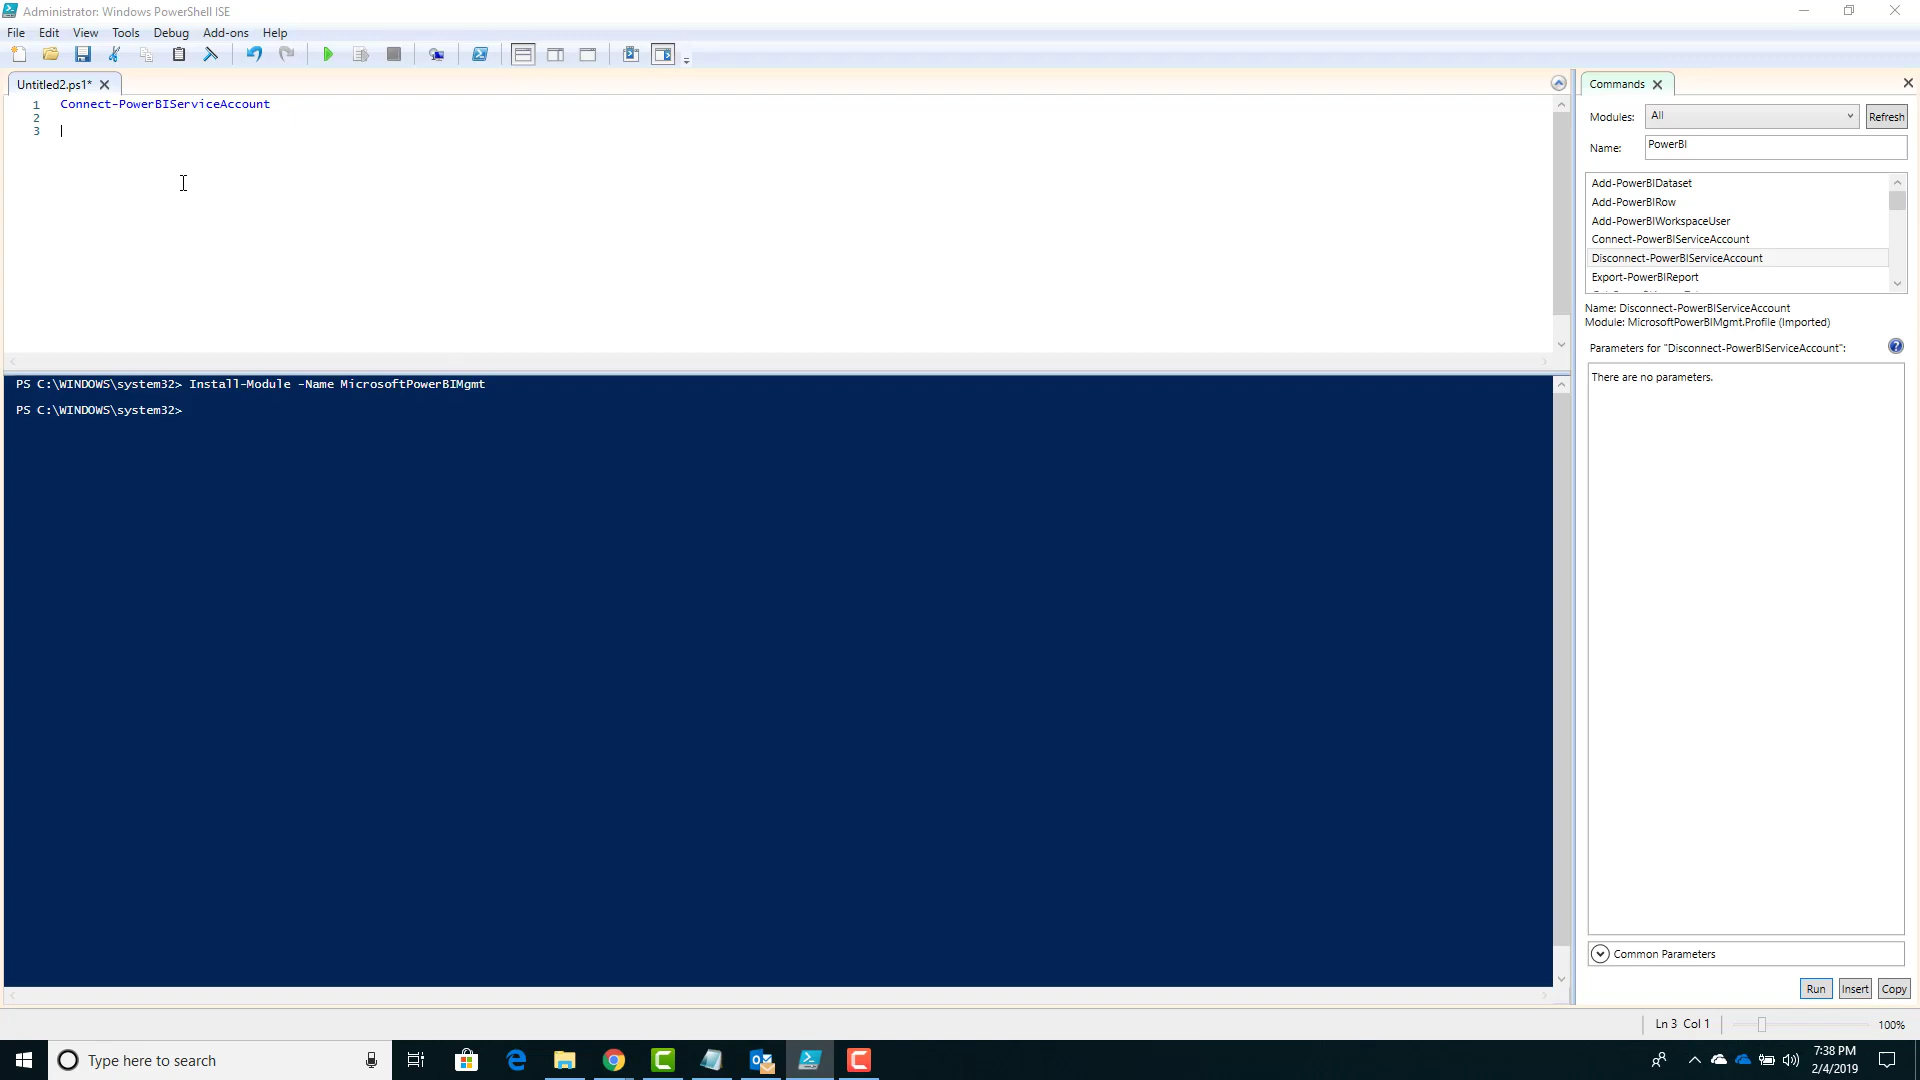 Administrator: Windows PowerShell ISE
File Edit View Tools Debug Add-ons Help
Untitled2.ps1*
1 Connect-PowerBIServiceAccount
2
3
PS C:\WINDOWS\system32> Install-Module -Name MicrosoftPowerBIMgmt
PS C:\WINDOWS\system32>
Commands
Modules: All Refresh
Name: PowerBI
Add-PowerBIDataset
Add-PowerBIRow
Add-PowerBIWorkspaceUser
Connect-PowerBIServiceAccount
Disconnect-PowerBIServiceAccount
Export-PowerBIReport
Name: Disconnect-PowerBIServiceAccount
Module: MicrosoftPowerBIMgmt.Profile (Imported)
Parameters for "Disconnect-PowerBIServiceAccount":
There are no parameters.
Common Parameters
Run Insert Copy
Ln 3 Col 1 100%
Type here to search
7:38 PM
2/4/2019